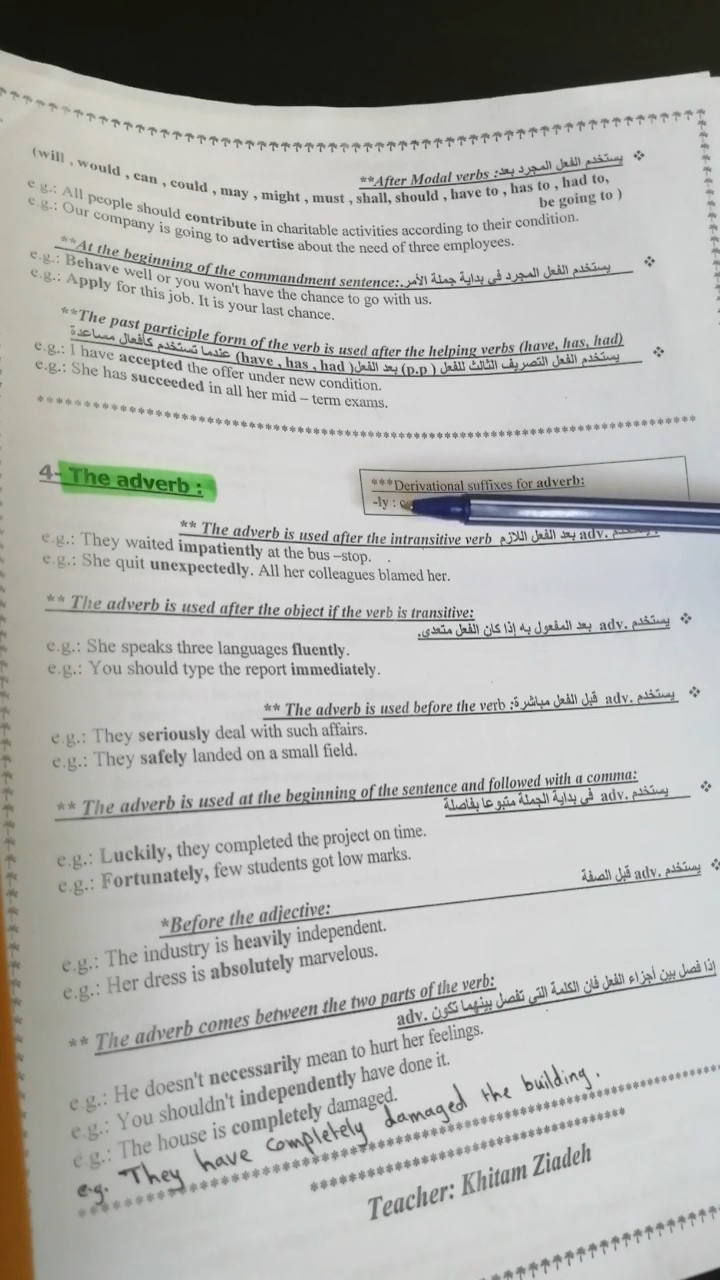 ❖ يستخدم الفعل المجرد بعد: **After Modal verbs
(will , would , can , could , may , might , must , shall, should , have to , has to , had to,
be going to )
e.g.: All people should contribute in charitable activities according to their condition.
e.g.: Our company is going to advertise about the need of three employees.
❖ **At the beginning of the commandment sentence:. يستخدم الفعل المجرد في بداية جملة الأمر
e.g.: Behave well or you won't have the chance to go with us.
e.g.: Apply for this job. It is your last chance.
**The past participle form of the verb is used after the helping verbs (have, has, had)
❖ يستخدم الفعل التصريف الثالث للفعل (p.p) بعد الفعل( have , has , had) عندما تستخدم كأفعال مساعدة
e.g.: I have accepted the offer under new condition.
e.g.: She has succeeded in all her mid – term exams.
4- The adverb :
***Derivational suffixes for adverb:
-ly :
** The adverb is used after the intransitive verb بعد الفعل اللازم adv.
e.g.: They waited impatiently at the bus –stop.
e.g.: She quit unexpectedly. All her colleagues blamed her.
** The adverb is used after the object if the verb is transitive:
❖ يستخدم adv. بعد المفعول به إذا كان الفعل متعدى.
e.g.: She speaks three languages fluently.
e.g.: You should type the report immediately.
❖ يستخدم adv. قبل الفعل مباشرة: ** The adverb is used before the verb
e.g.: They seriously deal with such affairs.
e.g.: They safely landed on a small field.
** The adverb is used at the beginning of the sentence and followed with a comma:
❖ يستخدم adv. في بداية الجملة متبوعا بفاصلة
e.g.: Luckily, they completed the project on time.
e.g.: Fortunately, few students got low marks.
❖ يستخدم adv. قبل الصفة
*Before the adjective:
e.g.: The industry is heavily independent.
e.g.: Her dress is absolutely marvelous.
** The adverb comes between the two parts of the verb:
إذا فصل بين أجزاء الفعل فان الكلمة التي تفصل بينهما تكون adv.
e.g.: He doesn't necessarily mean to hurt her feelings.
e.g.: You shouldn't independently have done it.
e.g.: The house is completely damaged.
e.g. They have completely damaged the building.
Teacher: Khitam Ziadeh